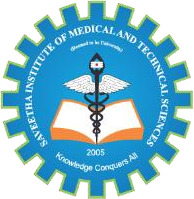 SAVEETHA INSTITUTE OF MEDICAL AND TECHNICAL SCIENCES
(Deemed to be University)
2005
Knowledge Conquers All